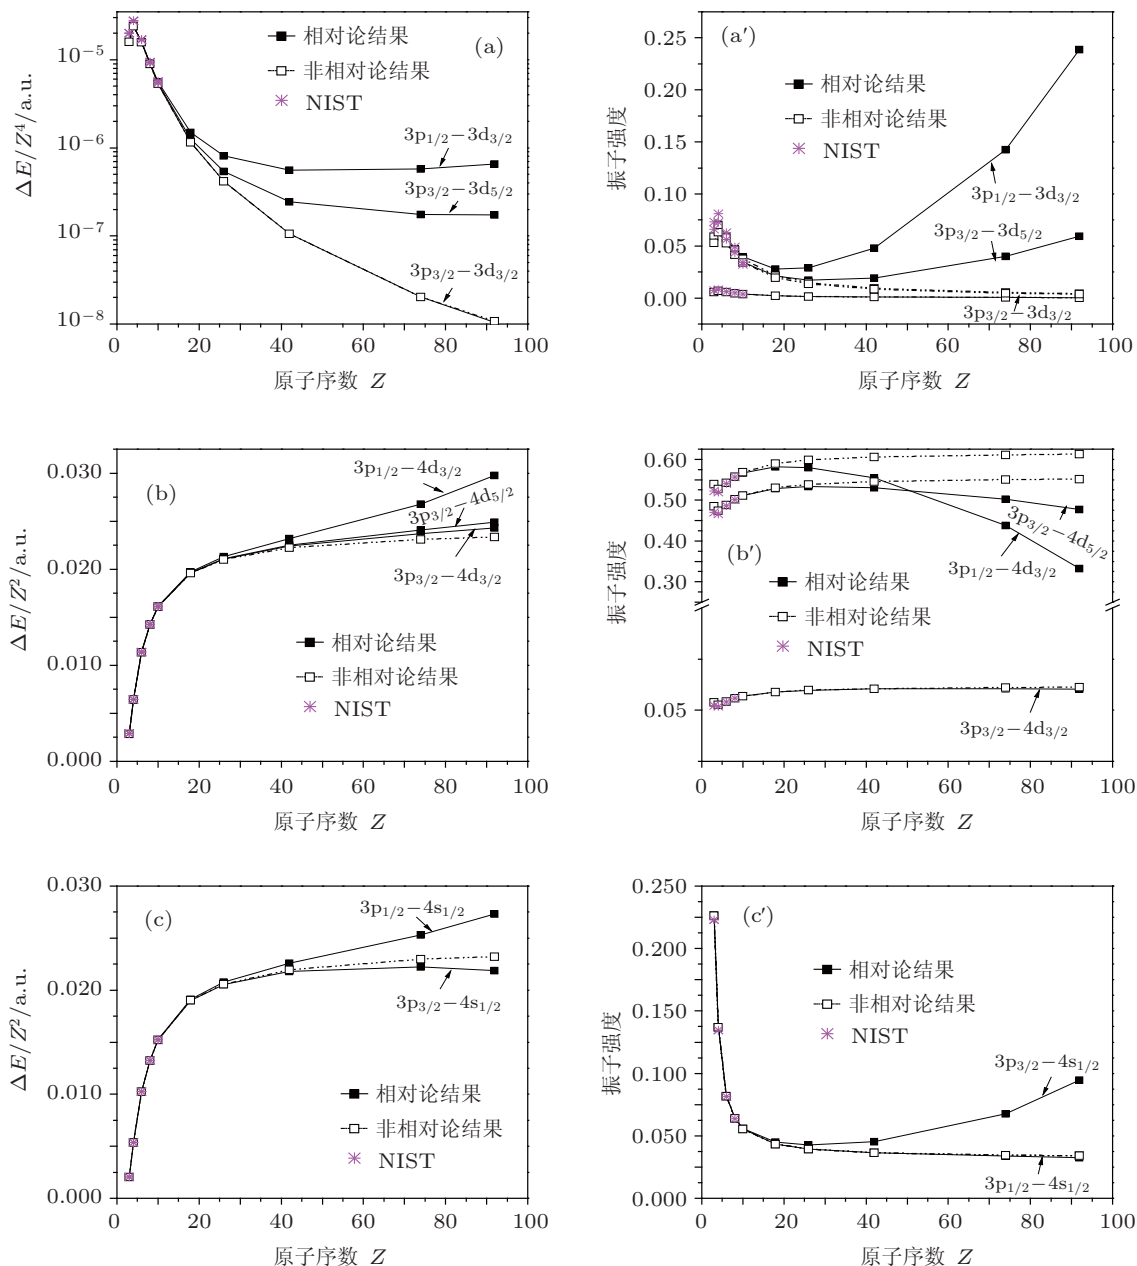 (a)
相对论结果
非相对论结果
NIST
3p1/2−3d3/2
3p3/2−3d5/2
3p3/2−3d3/2
ΔE/Z⁴/a.u.
10⁻⁵
10⁻⁶
10⁻⁷
10⁻⁸
0 20 40 60 80 100
原子序数 Z
(a′)
相对论结果
非相对论结果
NIST
3p1/2−3d3/2
3p3/2−3d5/2
3p3/2−3d3/2
振子强度
0.25
0.20
0.15
0.10
0.05
0.00
0 20 40 60 80 100
原子序数 Z
(b)
3p1/2−4d3/2
3p3/2−4d5/2
3p3/2−4d3/2
相对论结果
非相对论结果
NIST
ΔE/Z²/a.u.
0.030
0.020
0.010
0.000
0 20 40 60 80 100
原子序数 Z
(b′)
3p3/2−4d5/2
3p1/2−4d3/2
相对论结果
非相对论结果
NIST
3p3/2−4d3/2
振子强度
0.60
0.50
0.40
0.30
0.05
0 20 40 60 80 100
原子序数 Z
(c)
3p1/2−4s1/2
3p3/2−4s1/2
相对论结果
非相对论结果
NIST
ΔE/Z²/a.u.
0.030
0.020
0.010
0.000
0 20 40 60 80 100
原子序数 Z
(c′)
相对论结果
非相对论结果
NIST
3p3/2−4s1/2
3p1/2−4s1/2
振子强度
0.250
0.200
0.150
0.100
0.050
0.000
0 20 40 60 80 100
原子序数 Z